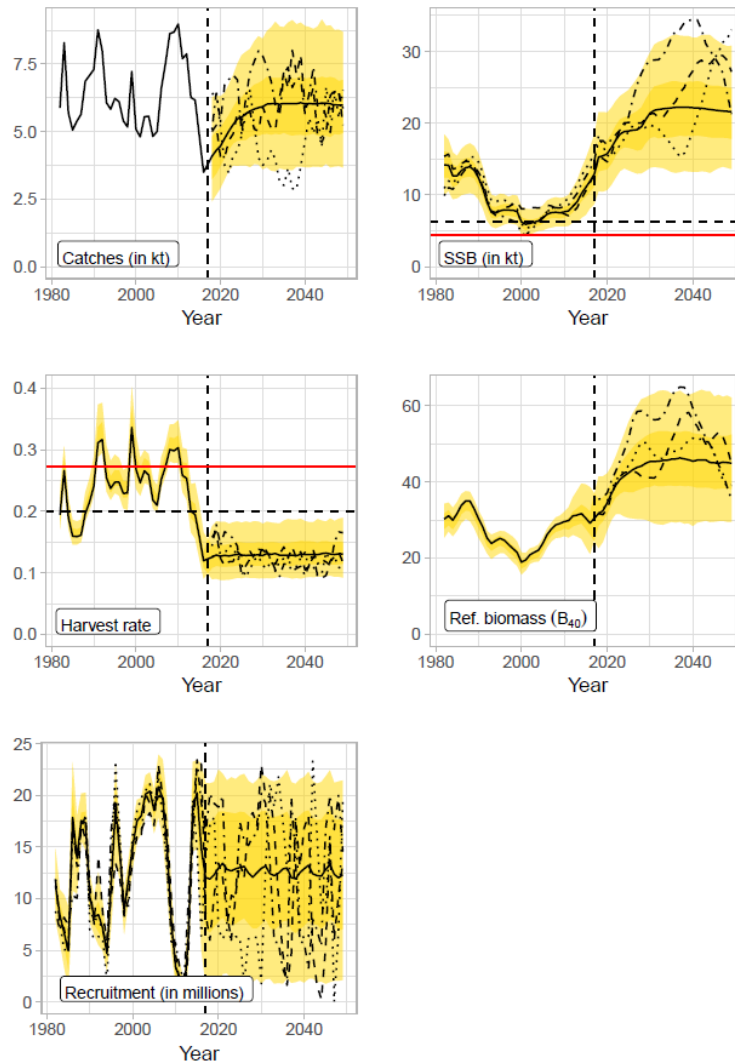 7.5
5.0
2.5
0.0
Catches (in kt)
1980 2000 2020 2040
Year
30
20
10
0
SSB (in kt)
1980 2000 2020 2040
Year
0.4
0.3
0.2
0.1
0.0
Harvest rate
1980 2000 2020 2040
Year
60
40
20
0
Ref. biomass (B40)
1980 2000 2020 2040
Year
25
20
15
10
5
0
Recruitment (in millions)
1980 2000 2020 2040
Year